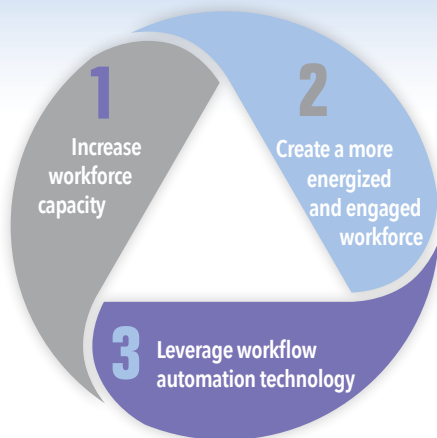 1
Increase
workforce
capacity
2
Create a more
energized
and engaged
workforce
3
Leverage workflow
automation technology